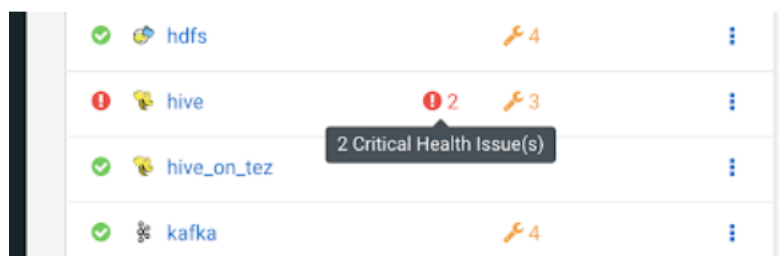 hdfs 4
hive 2 3
2 Critical Health Issue(s)
hive_on_tez
kafka 4